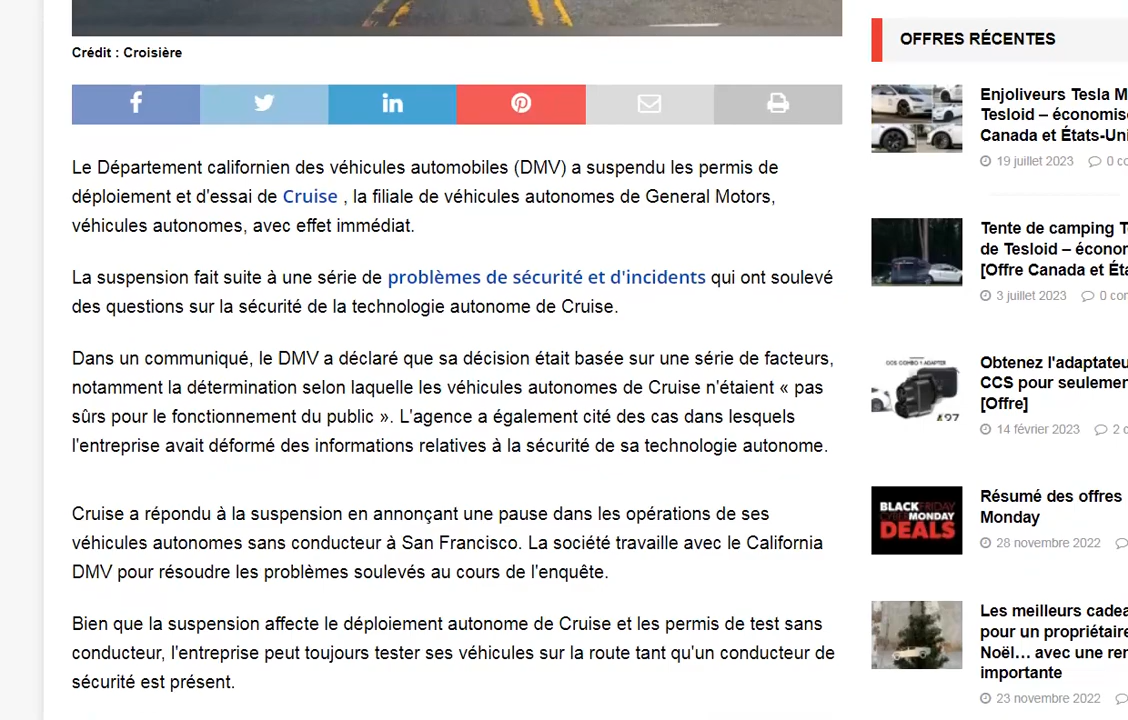 Crédit : Croisière
Le Département californien des véhicules automobiles (DMV) a suspendu les permis de
déploiement et d'essai de Cruise , la filiale de véhicules autonomes de General Motors,
véhicules autonomes, avec effet immédiat.
La suspension fait suite à une série de problèmes de sécurité et d'incidents qui ont soulevé
des questions sur la sécurité de la technologie autonome de Cruise.
Dans un communiqué, le DMV a déclaré que sa décision était basée sur une série de facteurs,
notamment la détermination selon laquelle les véhicules autonomes de Cruise n'étaient « pas
sûrs pour le fonctionnement du public ». L'agence a également cité des cas dans lesquels
l'entreprise avait déformé des informations relatives à la sécurité de sa technologie autonome.
Cruise a répondu à la suspension en annonçant une pause dans les opérations de ses
véhicules autonomes sans conducteur à San Francisco. La société travaille avec le California
DMV pour résoudre les problèmes soulevés au cours de l'enquête.
Bien que la suspension affecte le déploiement autonome de Cruise et les permis de test sans
conducteur, l'entreprise peut toujours tester ses véhicules sur la route tant qu'un conducteur de
sécurité est présent.
OFFRES RÉCENTES
Enjoliveurs Tesla M
Tesloid – économis
Canada et États-Uni
19 juillet 2023 0 co
Tente de camping T
de Tesloid – écono
[Offre Canada et Éta
3 juillet 2023 0 con
CCS COMBO 1 ADAPTER
Obtenez l'adaptateu
CCS pour seulemen
[Offre]
14 février 2023 2 c
BLACK FRIDAY
CYBER MONDAY
DEALS
Résumé des offres
Monday
28 novembre 2022
Les meilleurs cadea
pour un propriétaire
Noël… avec une ren
importante
23 novembre 2022